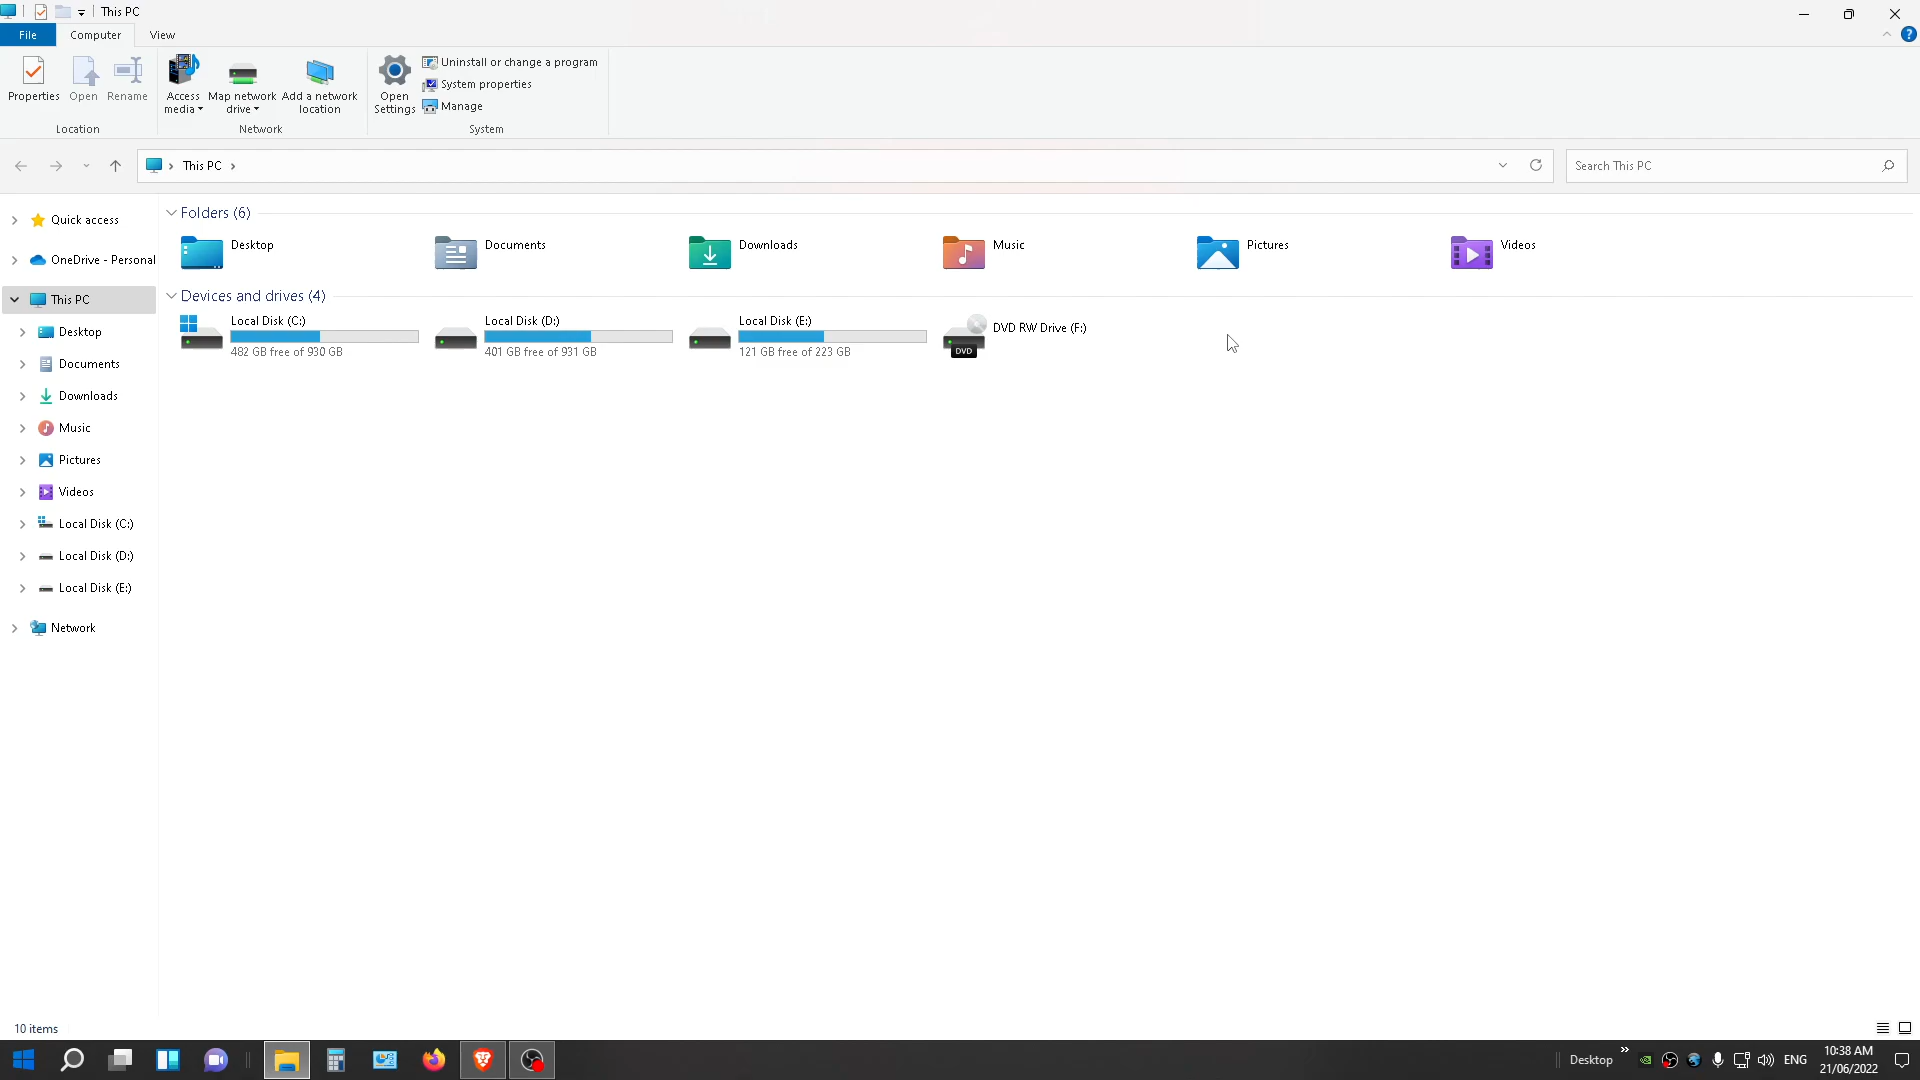 This PC
File Computer View
Uninstall or change a program
System properties
Manage
Properties Open Rename Access media Map network drive Add a network location Open Settings
Location Network System
This PC
Search This PC
Quick access
OneDrive - Personal
This PC
Desktop
Documents
Downloads
Music
Pictures
Videos
Local Disk (C:)
Local Disk (D:)
Local Disk (E:)
Network
Folders (6)
Desktop Documents Downloads Music Pictures Videos
Devices and drives (4)
Local Disk (C:)
482 GB free of 930 GB
Local Disk (D:)
401 GB free of 931 GB
Local Disk (E:)
121 GB free of 223 GB
DVD RW Drive (F:)
DVD
10 items
Desktop
ENG
10:38 AM
21/06/2022